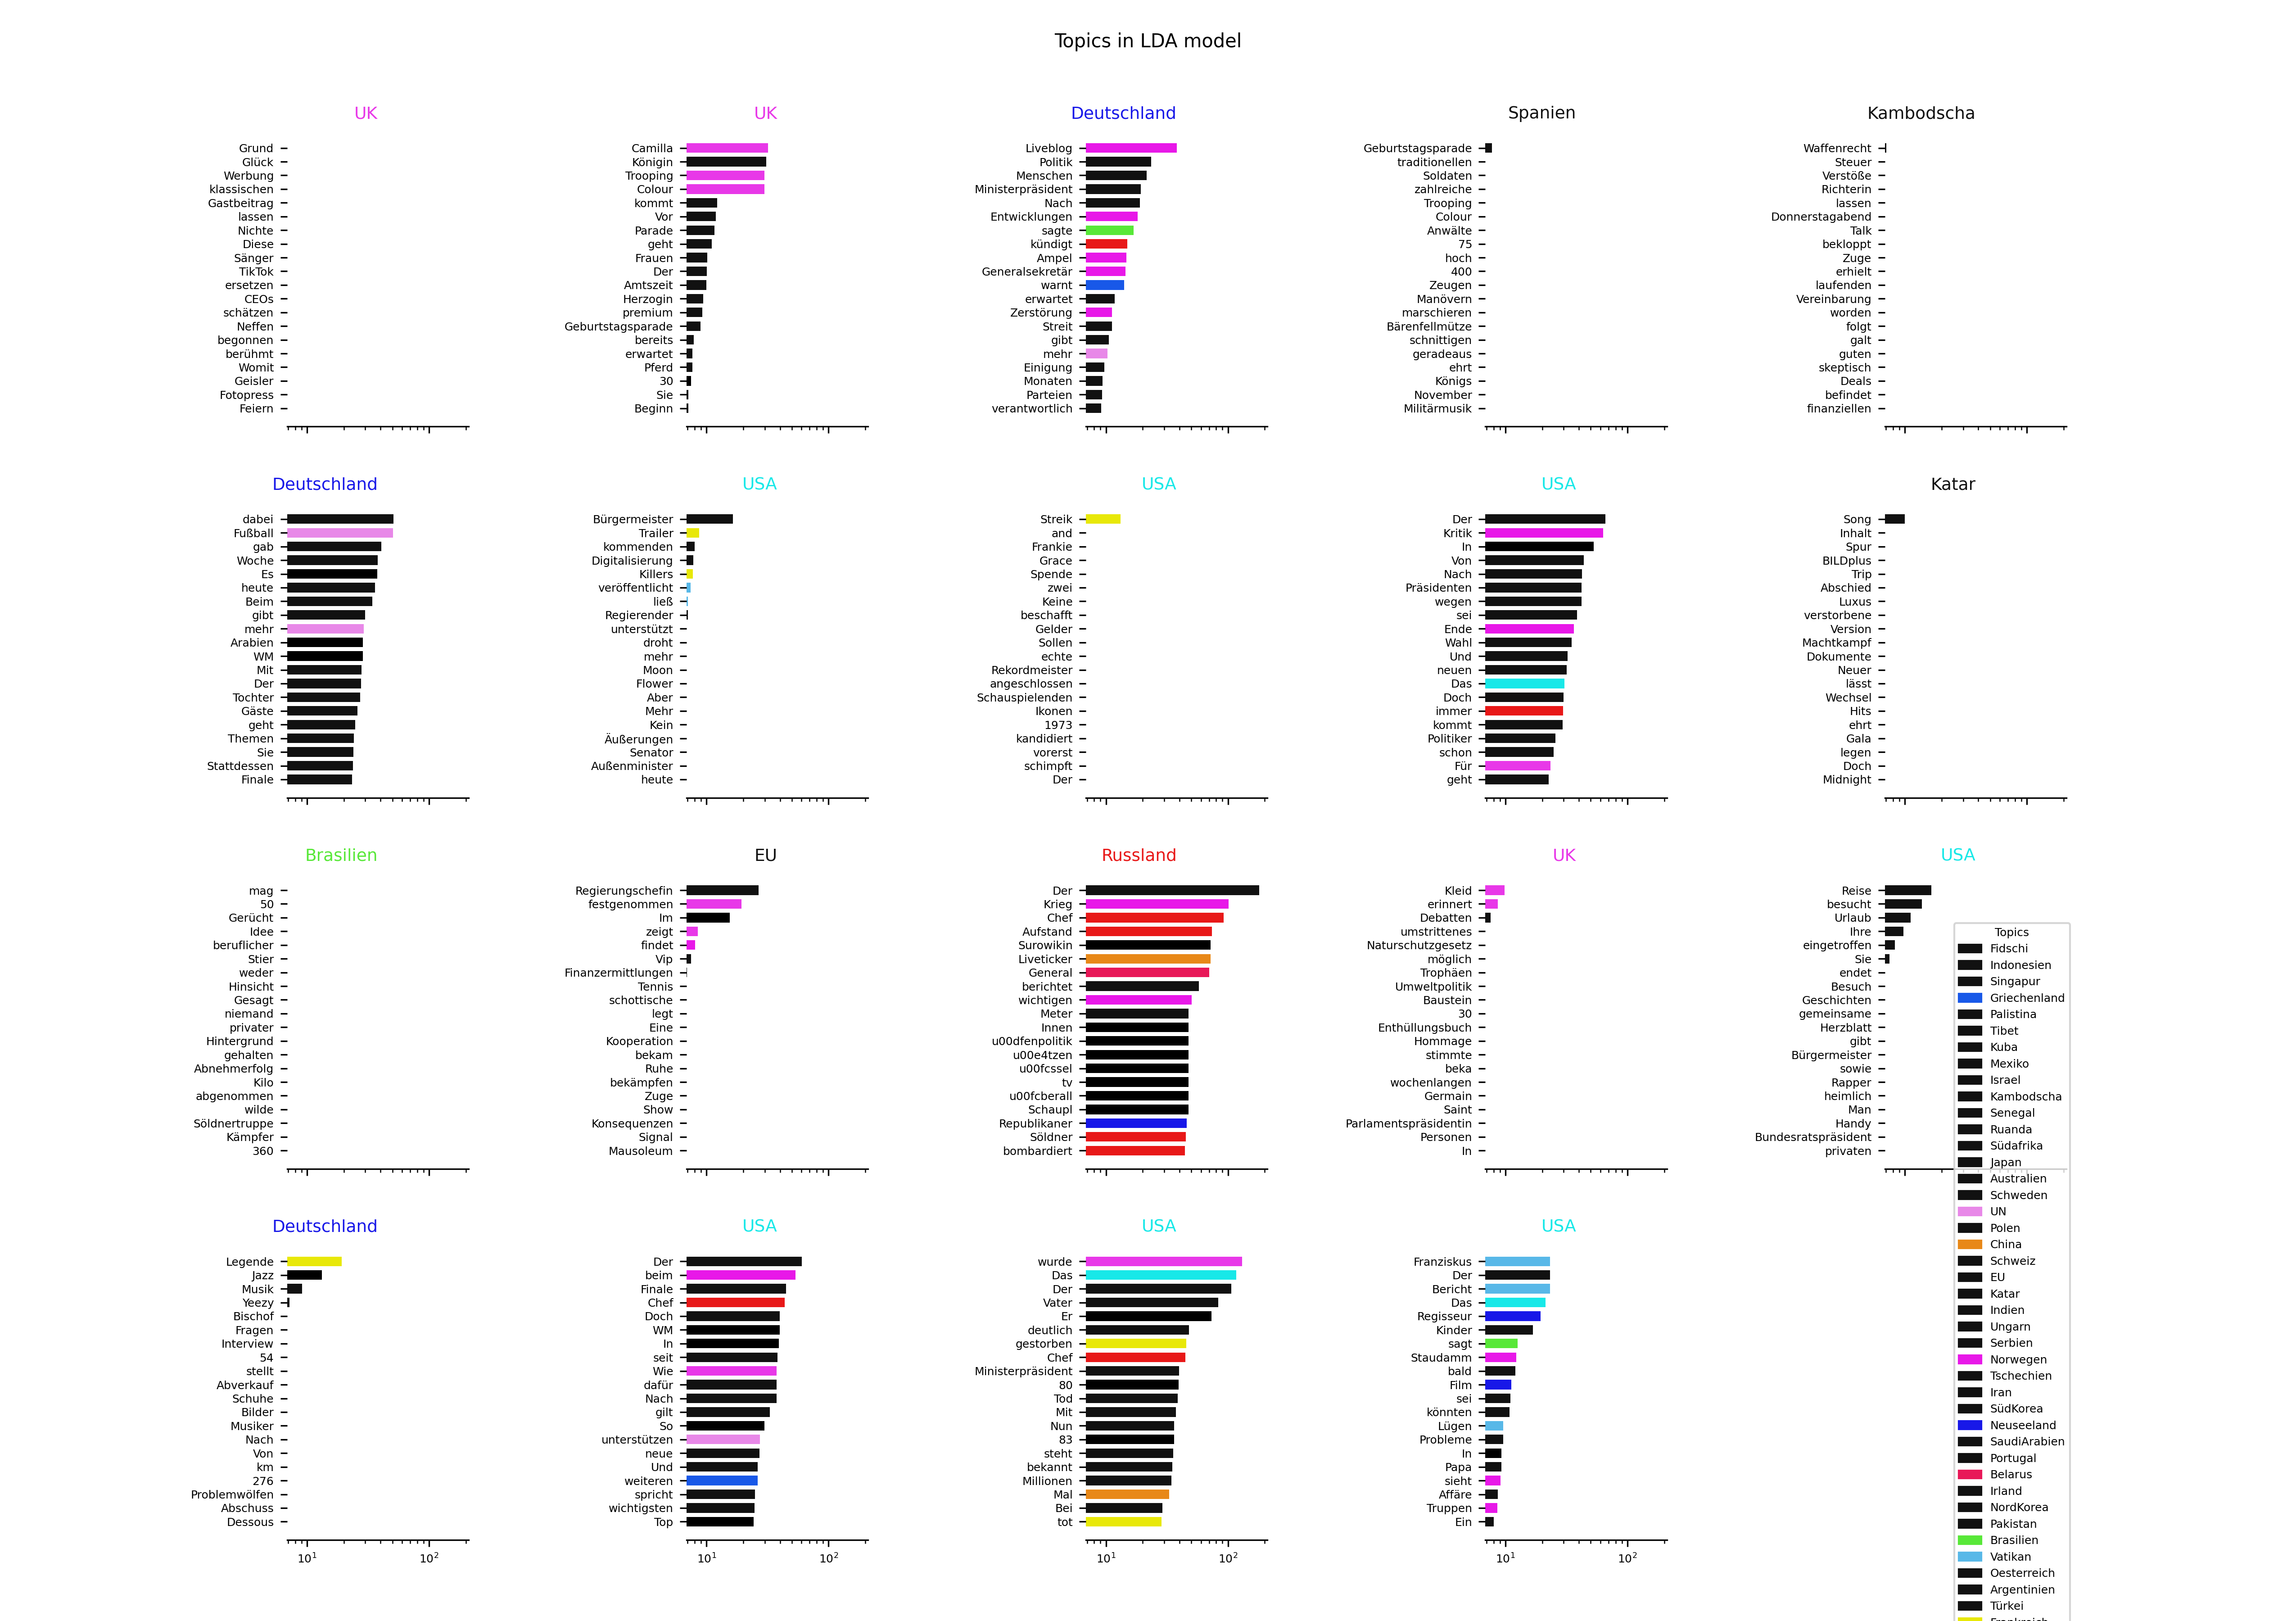 Topics in LDA model
UK
Grund
Glück
Werbung
klassischen
Gastbeitrag
lassen
Nichte
Diese
Sänger
TikTok
ersetzen
CEOs
schätzen
Neffen
begonnen
berühmt
Womit
Geisler
Fotopress
Feiern
UK
Camilla
Königin
Trooping
Colour
kommt
Vor
Parade
geht
Frauen
Der
Amtszeit
Herzogin
premium
Geburtstagsparade
bereits
erwartet
Pferd
30
Sie
Beginn
Deutschland
Liveblog
Politik
Menschen
Ministerpräsident
Nach
Entwicklungen
sagte
kündigt
Ampel
Generalsekretär
warnt
erwartet
Zerstörung
Streit
gibt
mehr
Einigung
Monaten
Parteien
verantwortlich
Spanien
Geburtstagsparade
traditionellen
Soldaten
zahlreiche
Trooping
Colour
Anwälte
75
hoch
400
Zeugen
Manövern
marschieren
Bärenfellmütze
schnittigen
geradeaus
ehrt
Königs
November
Militärmusik
Kambodscha
Waffenrecht
Steuer
Verstöße
Richterin
lassen
Donnerstagabend
Talk
bekloppt
Zuge
erhielt
laufenden
Vereinbarung
worden
folgt
galt
guten
skeptisch
Deals
befindet
finanziellen
Deutschland
dabei
Fußball
gab
Woche
Es
heute
Beim
gibt
mehr
Arabien
WM
Mit
Der
Tochter
Gäste
geht
Themen
Sie
Stattdessen
Finale
USA
Bürgermeister
Trailer
kommenden
Digitalisierung
Killers
veröffentlicht
ließ
Regierender
unterstützt
droht
mehr
Moon
Flower
Aber
Mehr
Kein
Äußerungen
Senator
Außenminister
heute
USA
Streik
and
Frankie
Grace
Spende
zwei
Keine
beschafft
Gelder
Sollen
echte
Rekordmeister
angeschlossen
Schauspielenden
Ikonen
1973
kandidiert
vorerst
schimpft
Der
USA
Der
Kritik
In
Von
Nach
Präsidenten
wegen
sei
Ende
Wahl
Und
neuen
Das
Doch
immer
kommt
Politiker
schon
Für
geht
Katar
Song
Inhalt
Spur
BILDplus
Trip
Abschied
Luxus
verstorbene
Version
Machtkampf
Dokumente
Neuer
lässt
Wechsel
Hits
ehrt
Gala
legen
Doch
Midnight
Brasilien
mag
50
Gerücht
Idee
beruflicher
Stier
weder
Hinsicht
Gesagt
niemand
privater
Hintergrund
gehalten
Abnehmerfolg
Kilo
abgenommen
wilde
Söldnertruppe
Kämpfer
360
EU
Regierungschefin
festgenommen
Im
zeigt
findet
Vip
Finanzermittlungen
Tennis
schottische
legt
Eine
Kooperation
bekam
Ruhe
bekämpfen
Zuge
Show
Konsequenzen
Signal
Mausoleum
Russland
Der
Krieg
Chef
Aufstand
Surowikin
Liveticker
General
berichtet
wichtigen
Meter
Innen
u00dfenpolitik
u00e4tzen
u00fcssel
tv
u00fcberall
Schaupl
Republikaner
Söldner
bombardiert
UK
Kleid
erinnert
Debatten
umstrittenes
Naturschutzgesetz
möglich
Trophäen
Umweltpolitik
Baustein
30
Enthüllungsbuch
Hommage
stimmte
beka
wochenlangen
Germain
Saint
Parlamentspräsidentin
Personen
In
USA
Reise
besucht
Urlaub
Ihre
eingetroffen
Sie
endet
Besuch
Geschichten
gemeinsame
Herzblatt
gibt
Bürgermeister
sowie
Rapper
heimlich
Man
Handy
Bundesratspräsident
privaten
Deutschland
Legende
Jazz
Musik
Yeezy
Bischof
Fragen
Interview
54
stellt
Abverkauf
Schuhe
Bilder
Musiker
Nach
Von
km
276
Problemwölfen
Abschuss
Dessous
10¹ 10²
USA
Der
beim
Finale
Chef
Doch
WM
In
seit
Wie
dafür
Nach
gilt
So
unterstützen
neue
Und
weiteren
spricht
wichtigsten
Top
10¹ 10²
USA
wurde
Das
Der
Vater
Er
deutlich
gestorben
Chef
Ministerpräsident
80
Tod
Mit
Nun
83
steht
bekannt
Millionen
Mal
Bei
tot
10¹ 10²
USA
Franziskus
Der
Bericht
Das
Regisseur
Kinder
sagt
Staudamm
bald
Film
sei
könnten
Lügen
Probleme
In
Papa
sieht
Affäre
Truppen
Ein
10¹ 10²
Topics
Fidschi
Indonesien
Singapur
Griechenland
Palistina
Tibet
Kuba
Mexiko
Israel
Kambodscha
Senegal
Ruanda
Südafrika
Japan
Australien
Schweden
UN
Polen
China
Schweiz
EU
Katar
Indien
Ungarn
Serbien
Norwegen
Tschechien
Iran
SüdKorea
Neuseeland
SaudiArabien
Portugal
Belarus
Irland
NordKorea
Pakistan
Brasilien
Vatikan
Oesterreich
Argentinien
Türkei